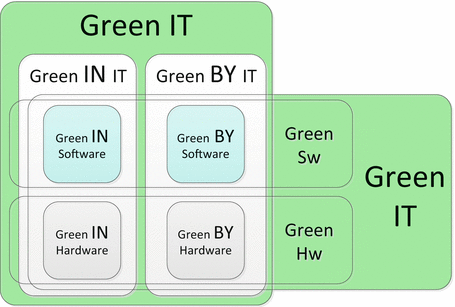 Green IT
Green IN IT
Green BY IT
Green IN
Software
Green BY
Software
Green
Sw
Green IN
Hardware
Green BY
Hardware
Green
Hw
Green
IT